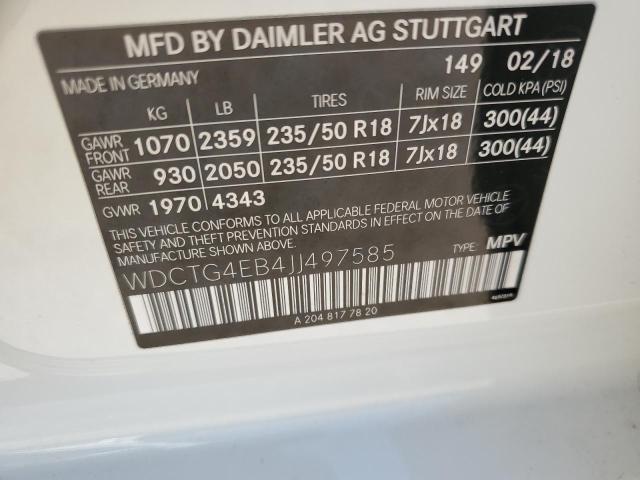 MFD BY DAIMLER AG STUTTGART
MADE IN GERMANY 149 02/18
KG LB TIRES RIM SIZE COLD KPA (PSI)
GAWR FRONT 1070 2359 235/50 R18 7Jx18 300(44)
GAWR REAR 930 2050 235/50 R18 7Jx18 300(44)
GVWR 1970 4343
THIS VEHICLE CONFORMS TO ALL APPLICABLE FEDERAL MOTOR VEHICLE
SAFETY AND THEFT PREVENTION STANDARDS IN EFFECT ON THE DATE OF
MANUFACTURE SHOWN ABOVE.
WDCTG4EB4JJ497585 TYPE: MPV
A 204 817 78 20